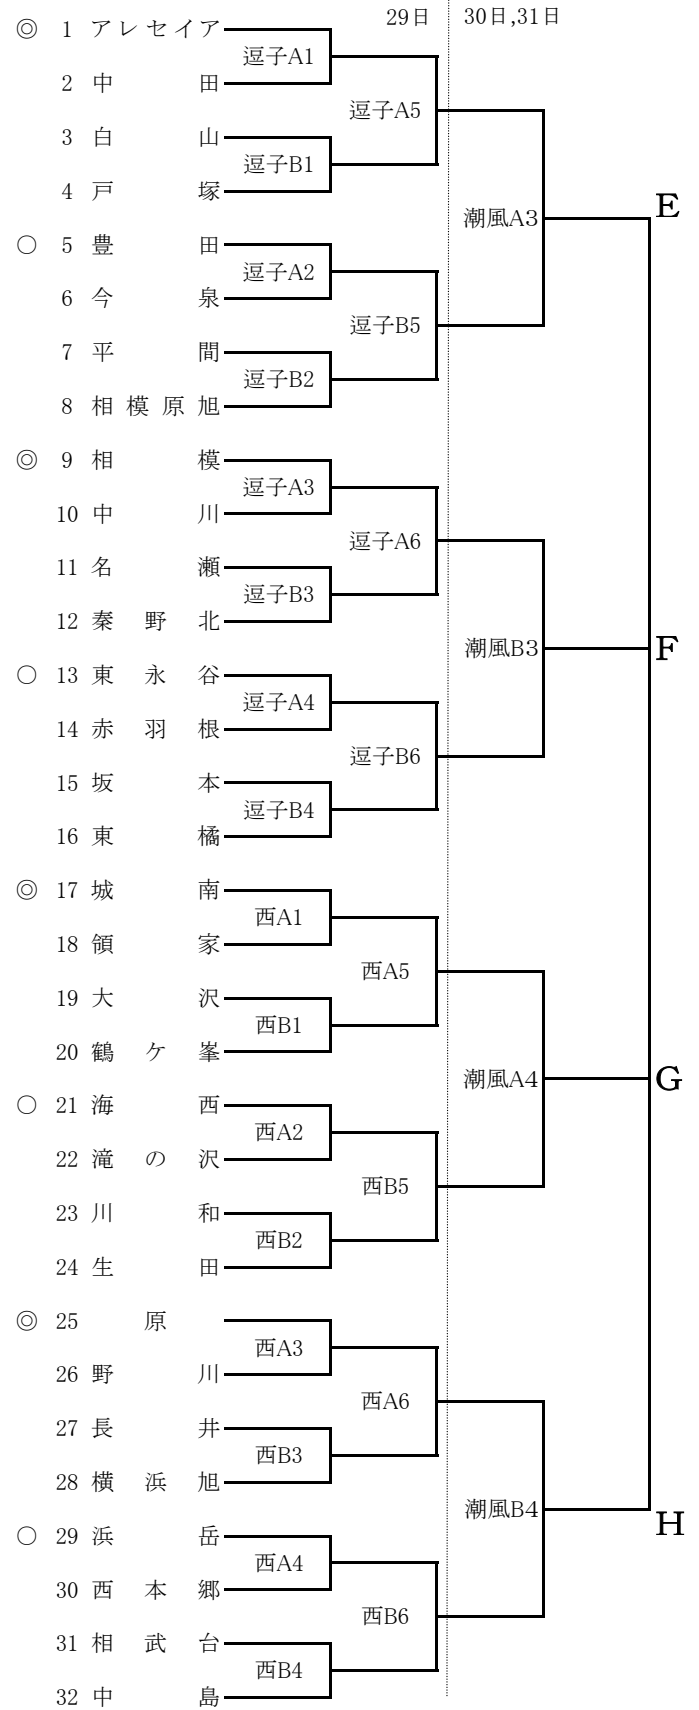 29日 30日,31日
◎ 1 アレセイア
逗子A1
2 中田
逗子A5
3 白山
逗子B1
4 戸塚
E
潮風A3
○ 5 豊田
逗子A2
6 今泉
逗子B5
7 平間
逗子B2
8 相模原旭
◎ 9 相模
逗子A3
10 中川
逗子A6
11 名瀬
逗子B3
12 秦野北
潮風B3
F
○ 13 東永谷
逗子A4
14 赤羽根
逗子B6
15 坂本
逗子B4
16 東橘
◎ 17 城南
西A1
18 領家
西A5
19 大沢
西B1
20 鶴ケ峯
潮風A4
G
○ 21 海西
西A2
22 滝の沢
西B5
23 川和
西B2
24 生田
◎ 25 原
西A3
26 野川
西A6
27 長井
西B3
28 横浜旭
潮風B4
H
○ 29 浜岳
西A4
30 西本郷
西B6
31 相武台
西B4
32 中島